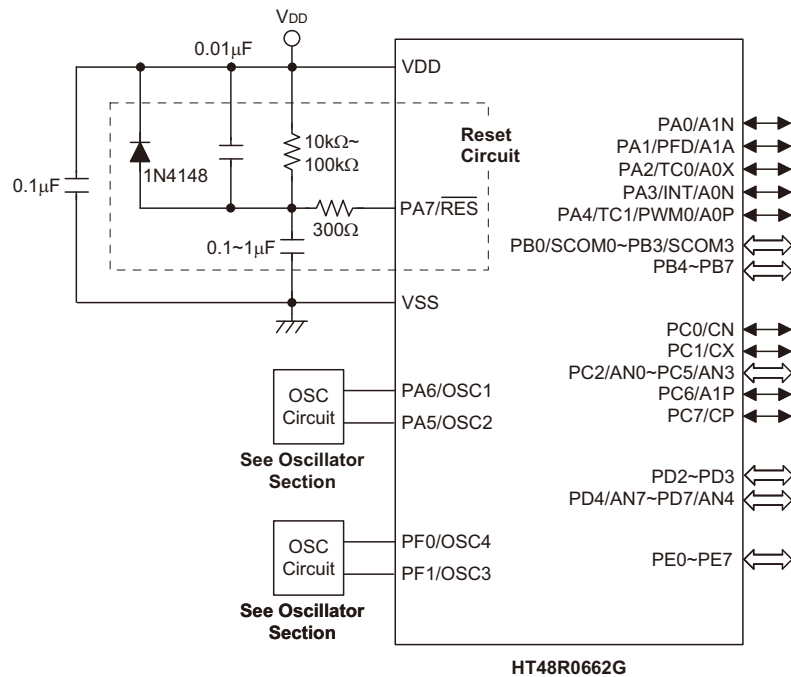 VDD
0.01μF
VDD
10kΩ~
100kΩ
Reset
Circuit
1N4148
0.1μF
PA7/RES
300Ω
0.1~1μF
VSS
OSC
Circuit
PA6/OSC1
PA5/OSC2
See Oscillator
Section
OSC
Circuit
PF0/OSC4
PF1/OSC3
See Oscillator
Section
PA0/A1N
PA1/PFD/A1A
PA2/TC0/A0X
PA3/INT/A0N
PA4/TC1/PWM0/A0P
PB0/SCOM0~PB3/SCOM3
PB4~PB7
PC0/CN
PC1/CX
PC2/AN0~PC5/AN3
PC6/A1P
PC7/CP
PD2~PD3
PD4/AN7~PD7/AN4
PE0~PE7
HT48R0662G